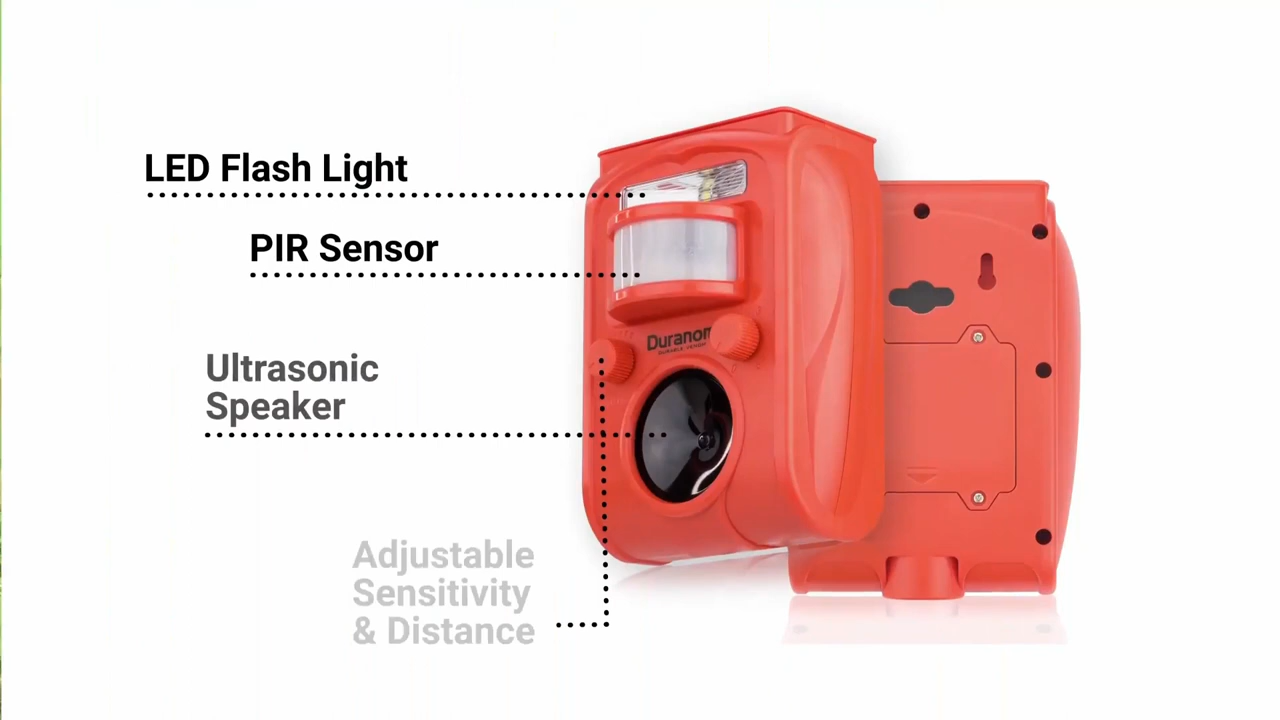 LED Flash Light
PIR Sensor
Duranom
Ultrasonic
Speaker
Adjustable
Sensitivity
& Distance